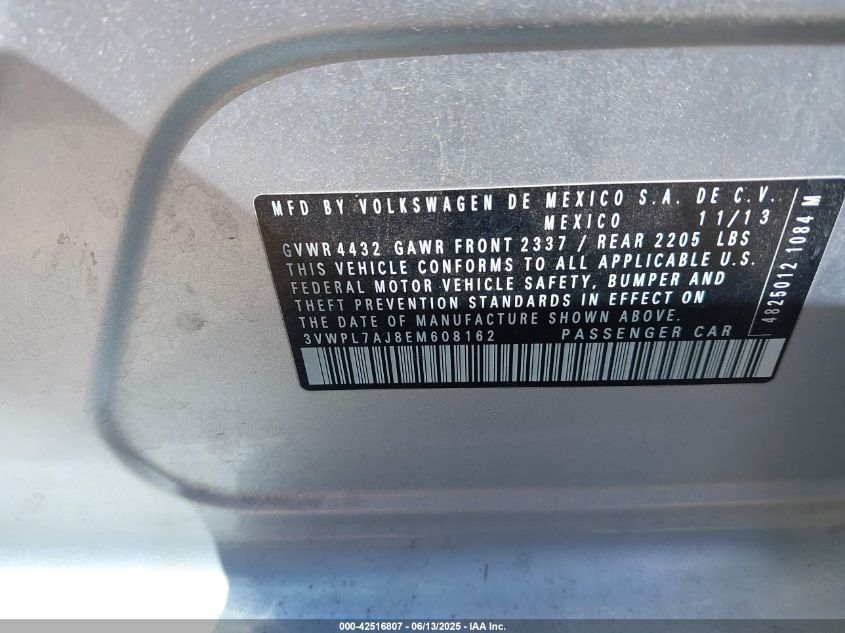 MFD BY VOLKSWAGEN DE MEXICO S.A. DE C.V.
MEXICO 11/13
GVWR 4432 GAWR FRONT 2337 / REAR 2205 LBS
THIS VEHICLE CONFORMS TO ALL APPLICABLE U.S.
FEDERAL MOTOR VEHICLE SAFETY, BUMPER AND
THEFT PREVENTION STANDARDS IN EFFECT ON
THE DATE OF MANUFACTURE SHOWN ABOVE.
3VWPL7AJ8EM608162 PASSENGER CAR
4825012 1084 M
000-42516807 - 06/13/2025 - IAA Inc.